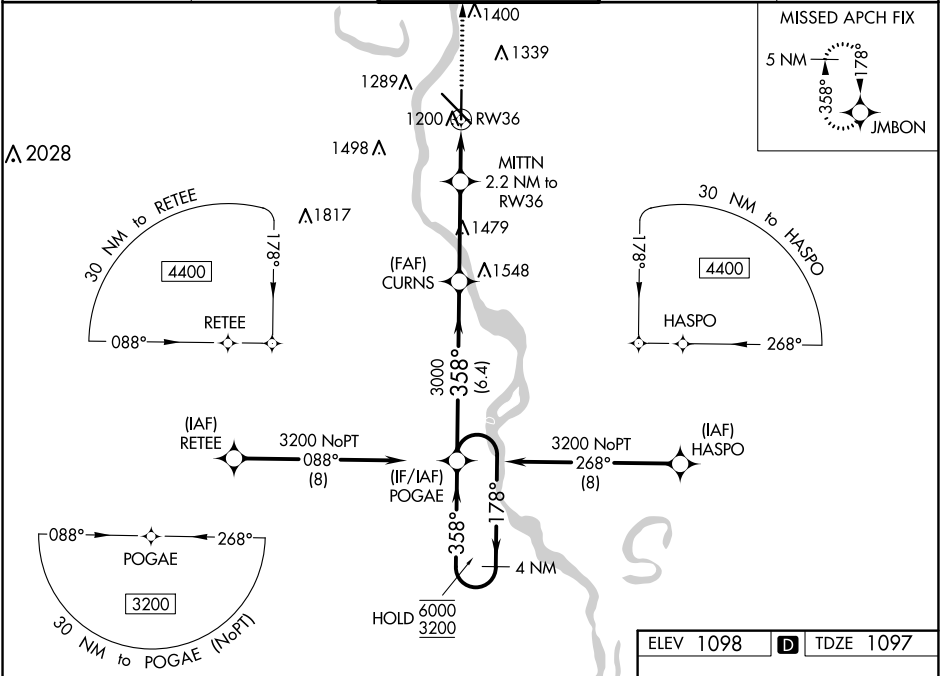 1400
1339
1289
1200
RW36
1498
2028
MITTN
2.2 NM to
RW36
1817
1479
(FAF)
CURNS
1548
MISSED APCH FIX
5 NM
358°
178°
JMBON
30 NM to RETEE
178°
4400
RETEE
088°
30 NM to HASPO
178°
4400
HASPO
268°
3000
358°
(6.4)
(IAF)
RETEE
3200 NoPT
088°
(8)
(IF/IAF)
POGAE
3200 NoPT
268°
(8)
(IAF)
HASPO
358°
178°
4 NM
HOLD
6000
3200
088°
268°
POGAE
3200
30 NM to POGAE (NoPT)
ELEV 1098
D
TDZE 1097